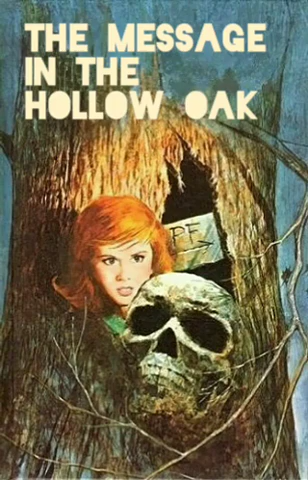 THE MESSAGE
IN THE
HOLLOW OAK
PF